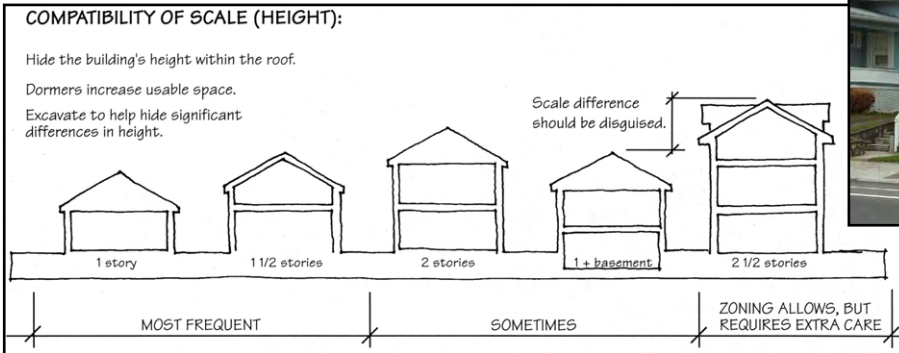 COMPATIBILITY OF SCALE (HEIGHT):
Hide the building's height within the roof.
Dormers increase usable space.
Excavate to help hide significant
differences in height.
Scale difference
should be disguised.
1 story
1 1/2 stories
2 stories
1 + basement
2 1/2 stories
MOST FREQUENT
SOMETIMES
ZONING ALLOWS, BUT
REQUIRES EXTRA CARE